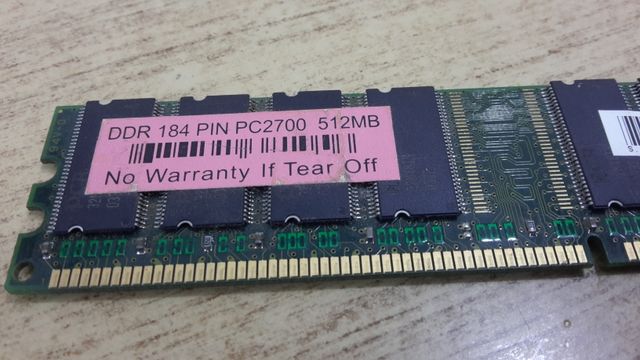 DDR 184 PIN PC2700 512MB
No Warranty If Tear Off